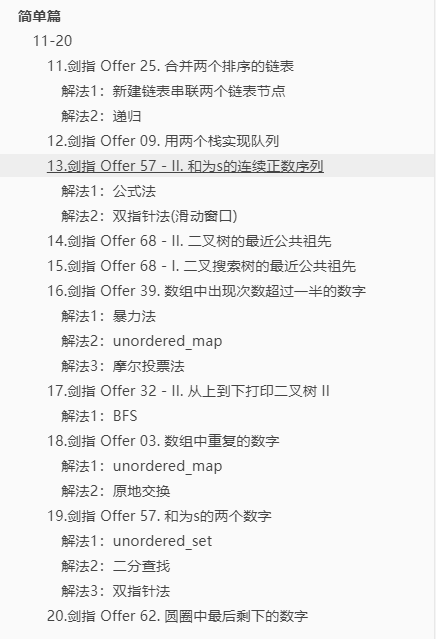 简单篇
11-20
11.剑指 Offer 25. 合并两个排序的链表
解法1：新建链表串联两个链表节点
解法2：递归
12.剑指 Offer 09. 用两个栈实现队列
13.剑指 Offer 57 - II. 和为s的连续正数序列
解法1：公式法
解法2：双指针法(滑动窗口)
14.剑指 Offer 68 - II. 二叉树的最近公共祖先
15.剑指 Offer 68 - I. 二叉搜索树的最近公共祖先
16.剑指 Offer 39. 数组中出现次数超过一半的数字
解法1：暴力法
解法2：unordered_map
解法3：摩尔投票法
17.剑指 Offer 32 - II. 从上到下打印二叉树 II
解法1：BFS
18.剑指 Offer 03. 数组中重复的数字
解法1：unordered_map
解法2：原地交换
19.剑指 Offer 57. 和为s的两个数字
解法1：unordered_set
解法2：二分查找
解法3：双指针法
20.剑指 Offer 62. 圆圈中最后剩下的数字